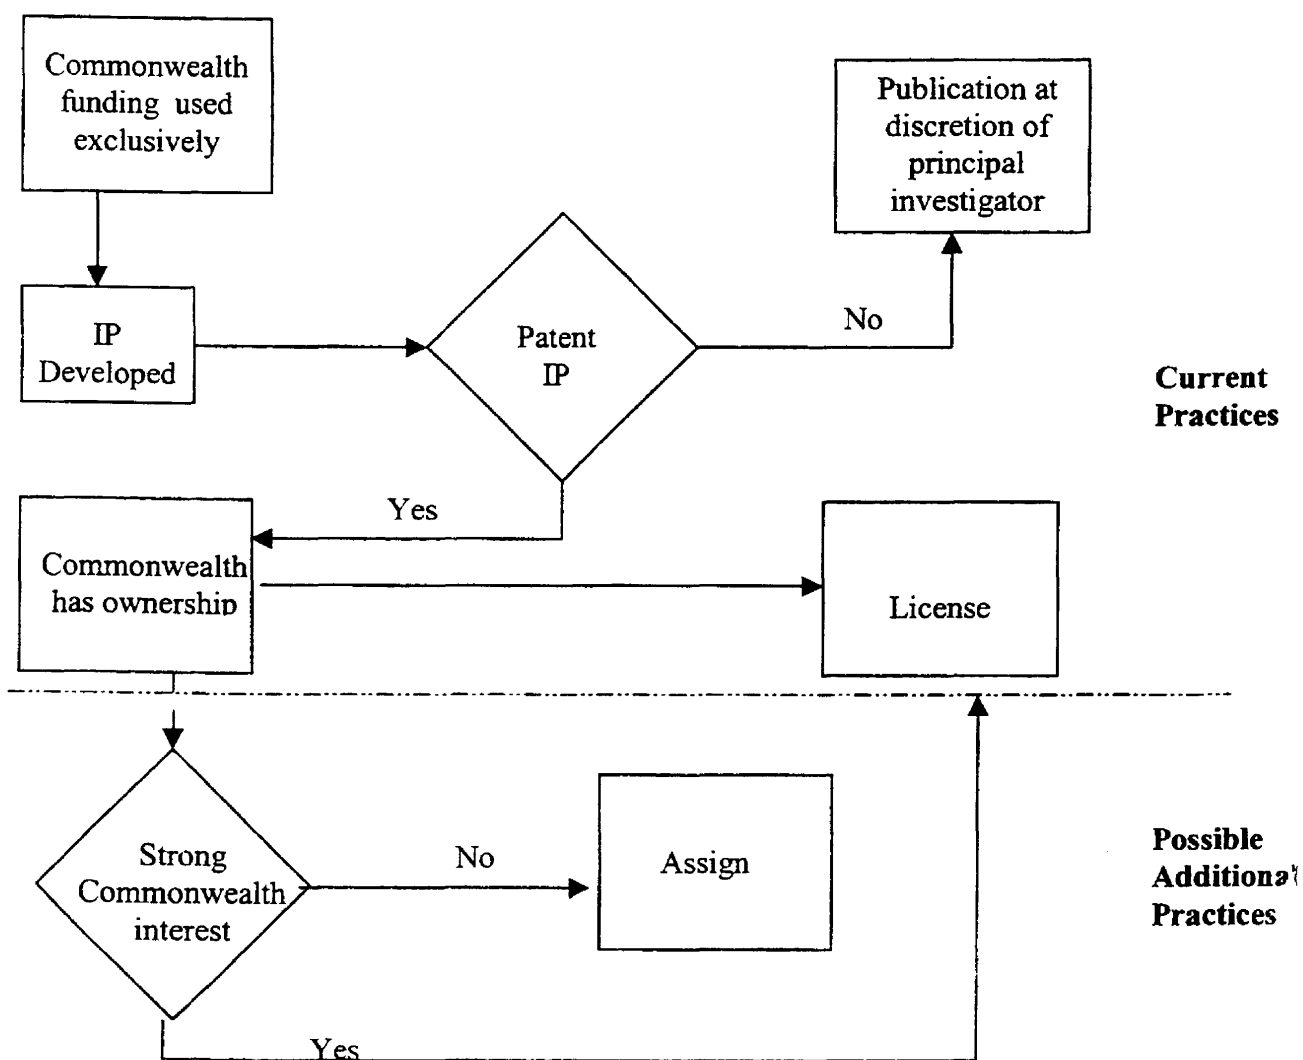 Commonwealth
funding used
exclusively
Publication at
discretion of
principal
investigator
IP
Developed
Patent
IP
No
Current
Practices
Yes
Commonwealth
has ownership
License
Strong
Commonwealth
interest
No
Assign
Possible
Additional
Practices
Yes